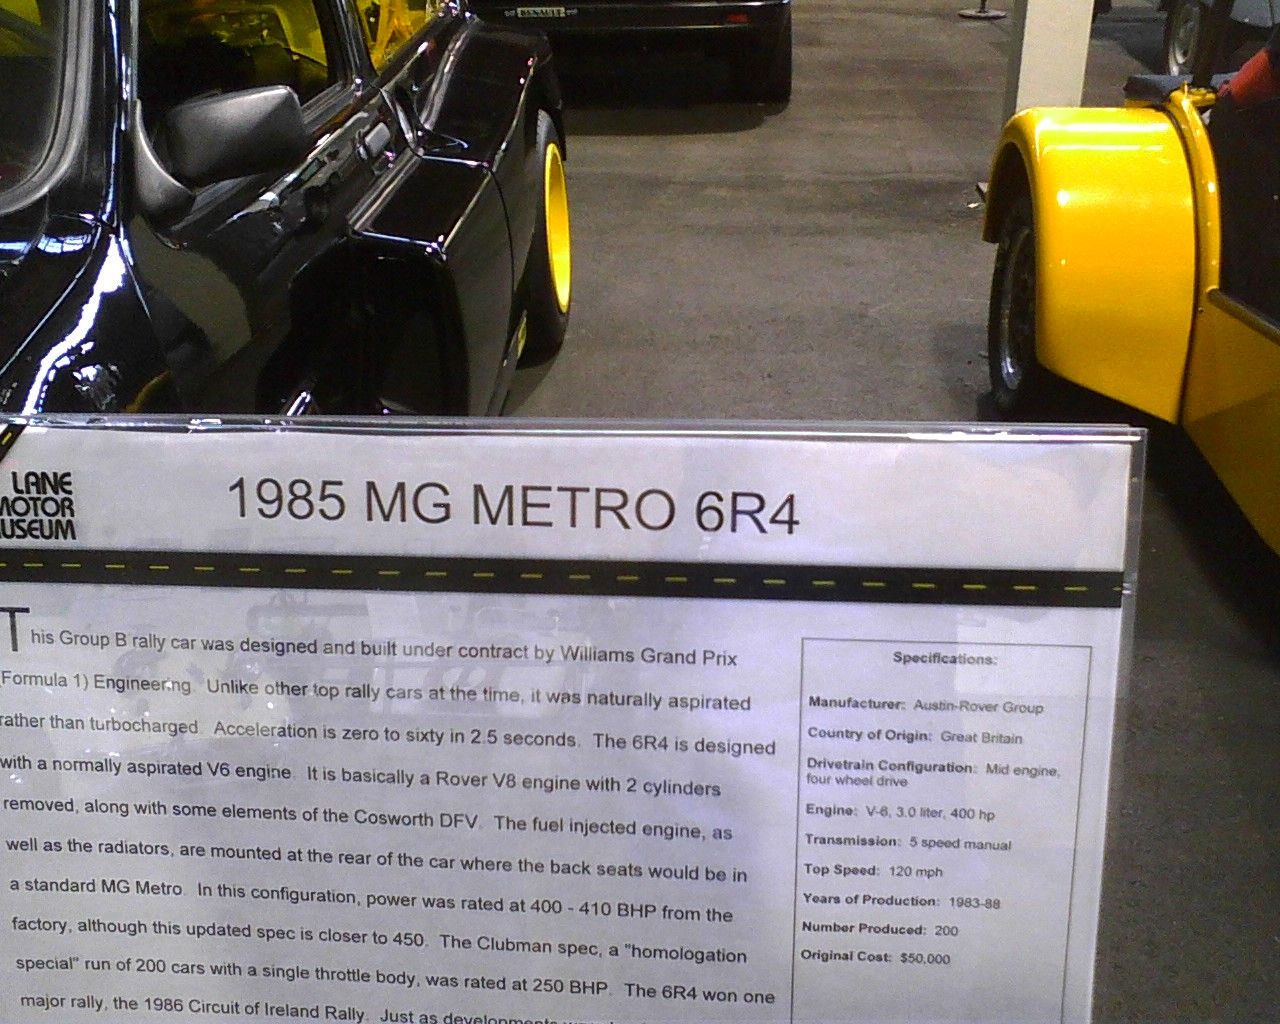 RENAULT
LANE
MOTOR
MUSEUM
1985 MG METRO 6R4
This Group B rally car was designed and built under contract by Williams Grand Prix
(Formula 1) Engineering. Unlike other top rally cars at the time, it was naturally aspirated
rather than turbocharged. Acceleration is zero to sixty in 2.5 seconds. The 6R4 is designed
with a normally aspirated V6 engine. It is basically a Rover V8 engine with 2 cylinders
removed, along with some elements of the Cosworth DFV. The fuel injected engine, as
well as the radiators, are mounted at the rear of the car where the back seats would be in
a standard MG Metro. In this configuration, power was rated at 400 - 410 BHP from the
factory, although this updated spec is closer to 450. The Clubman spec, a "homologation
special" run of 200 cars with a single throttle body, was rated at 250 BHP. The 6R4 won one
major rally, the 1986 Circuit of Ireland Rally. Just as developments
Specifications:
Manufacturer: Austin-Rover Group
Country of Origin: Great Britain
Drivetrain Configuration: Mid engine,
four wheel drive
Engine: V-6, 3.0 liter, 400 hp
Transmission: 5 speed manual
Top Speed: 120 mph
Years of Production: 1983-88
Number Produced: 200
Original Cost: $50,000